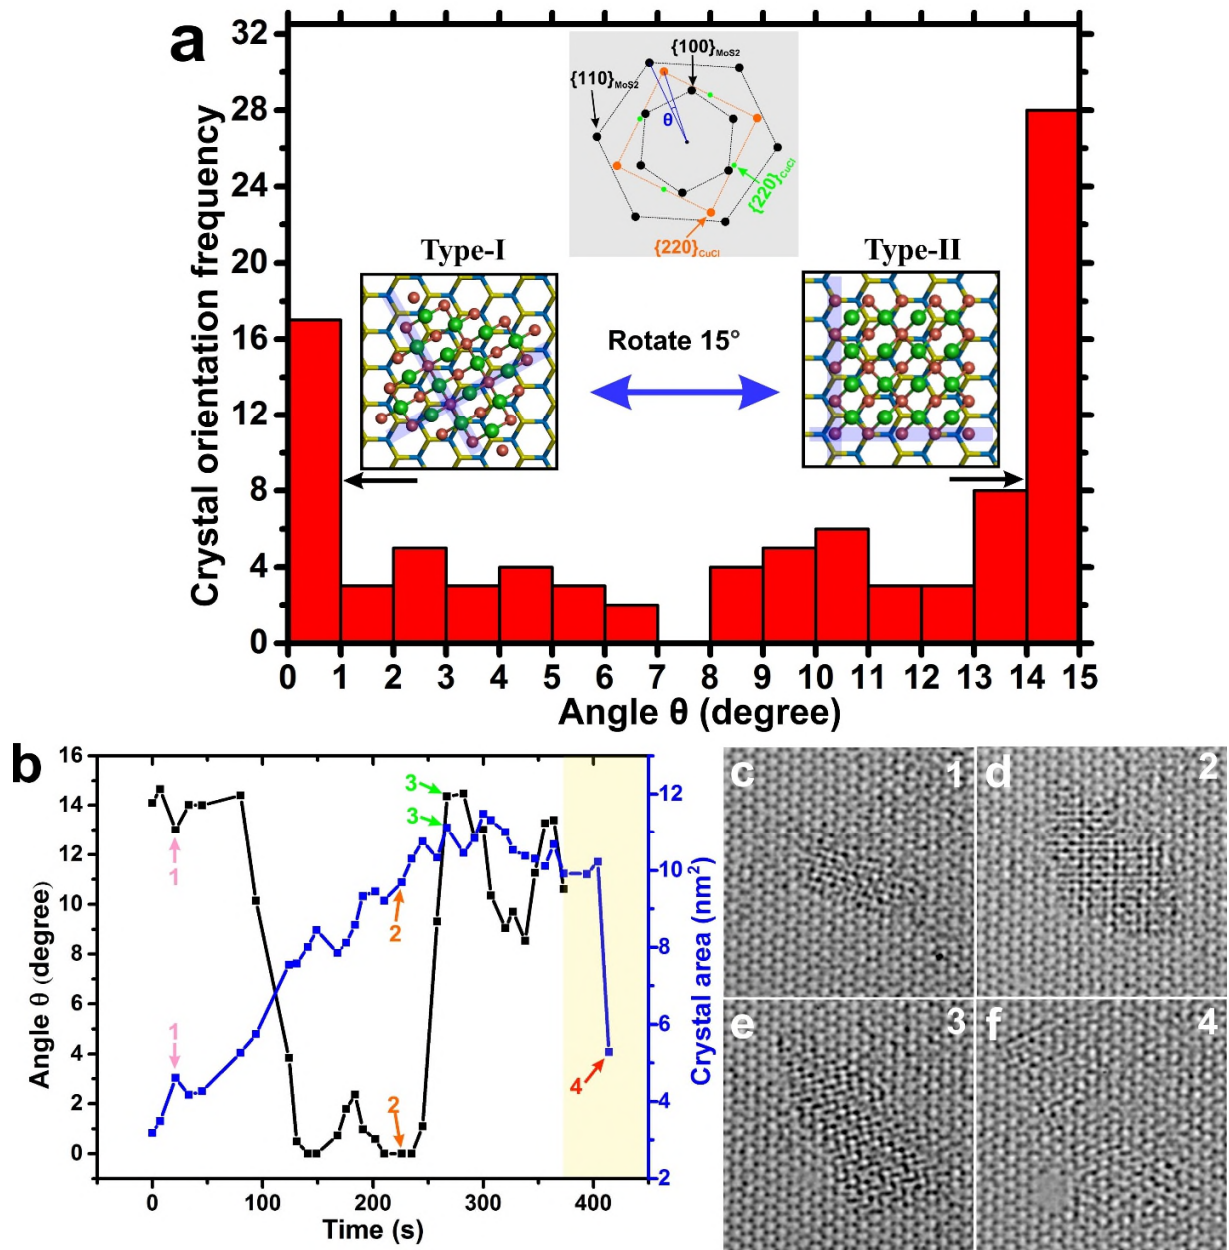 a
Crystal orientation frequency
32
28
24
20
16
12
8
4
0
{100}MoS2
{110}MoS2
θ
{220}CuCl
{220}CuCl
Type-I
Type-II
Rotate 15°
0 1 2 3 4 5 6 7 8 9 10 11 12 13 14 15
Angle θ (degree)
b
Angle θ (degree)
16
14
12
10
8
6
4
2
0
1
1
2
2
3
3
4
12
10
8
6
4
2
Crystal area (nm²)
0 100 200 300 400
Time (s)
c 1
d 2
e 3
f 4